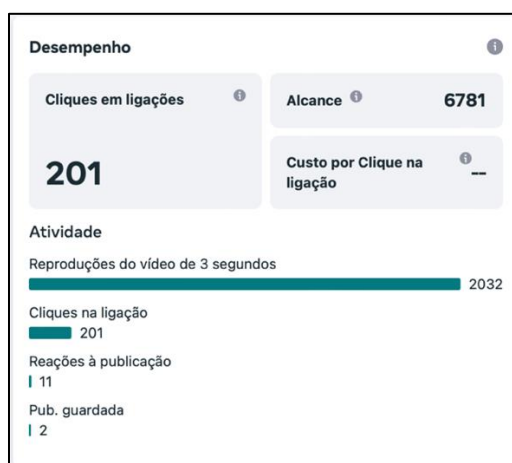 Desempenho
Cliques em ligações
201
Alcance 6781
Custo por Clique na
ligação
--
Atividade
Reproduções do vídeo de 3 segundos
2032
Cliques na ligação
201
Reações à publicação
11
Pub. guardada
2